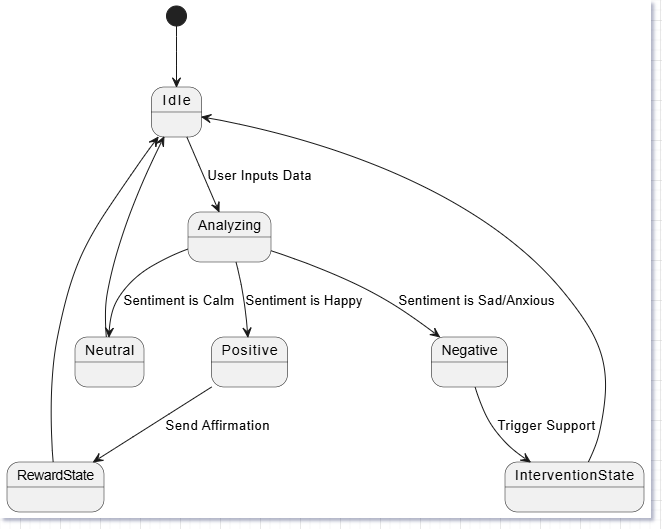 Idle
User Inputs Data
Analyzing
Sentiment is Calm
Sentiment is Happy
Sentiment is Sad/Anxious
Neutral
Positive
Negative
Send Affirmation
Trigger Support
RewardState
InterventionState